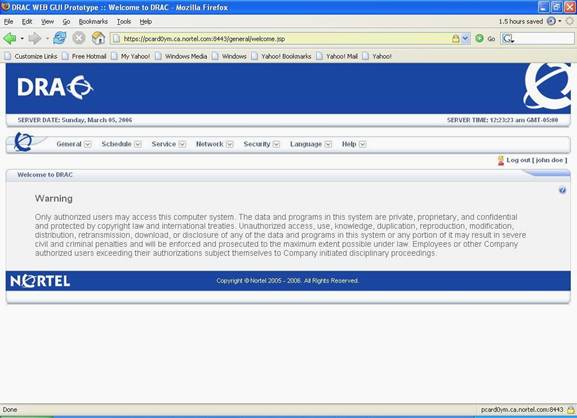 DRAC WEB GUI Prototype :: Welcome to DRAC - Mozilla Firefox
File Edit View Go Bookmarks Tools Help
1.5 hours saved
https://pcard0ym.ca.nortel.com:8443/general/welcome.jsp
Go
G
Customize Links Free Hotmail My Yahoo! Windows Media Yahoo! Bookmarks Yahoo! Mail Yahoo!
DRAC
SERVER DATE: Sunday, March 05, 2006 SERVER TIME: 12:23:23 am GMT-05:00
General Schedule Service Network Security Language Help
Log out [ john doe ]
Welcome to DRAC
?
Warning
Only authorized users may access this computer system. The data and programs in this system are private, proprietary, and confidential
and protected by copyright law and international treaties. Unauthorized access, use, knowledge, duplication, reproduction, modification,
distribution, retransmission, download, or disclosure of any of the data and programs in this system or any portion of it may result in severe
civil and criminal penalties and will be enforced and prosecuted to the maximum extent possible under law. Employees or other Company
authorized users exceeding their authorizations subject themselves to Company initiated disciplinary proceedings.
NORTEL
Copyright © Nortel 2005 - 2006. All Rights Reserved.
Done pcard0ym.ca.nortel.com:8443